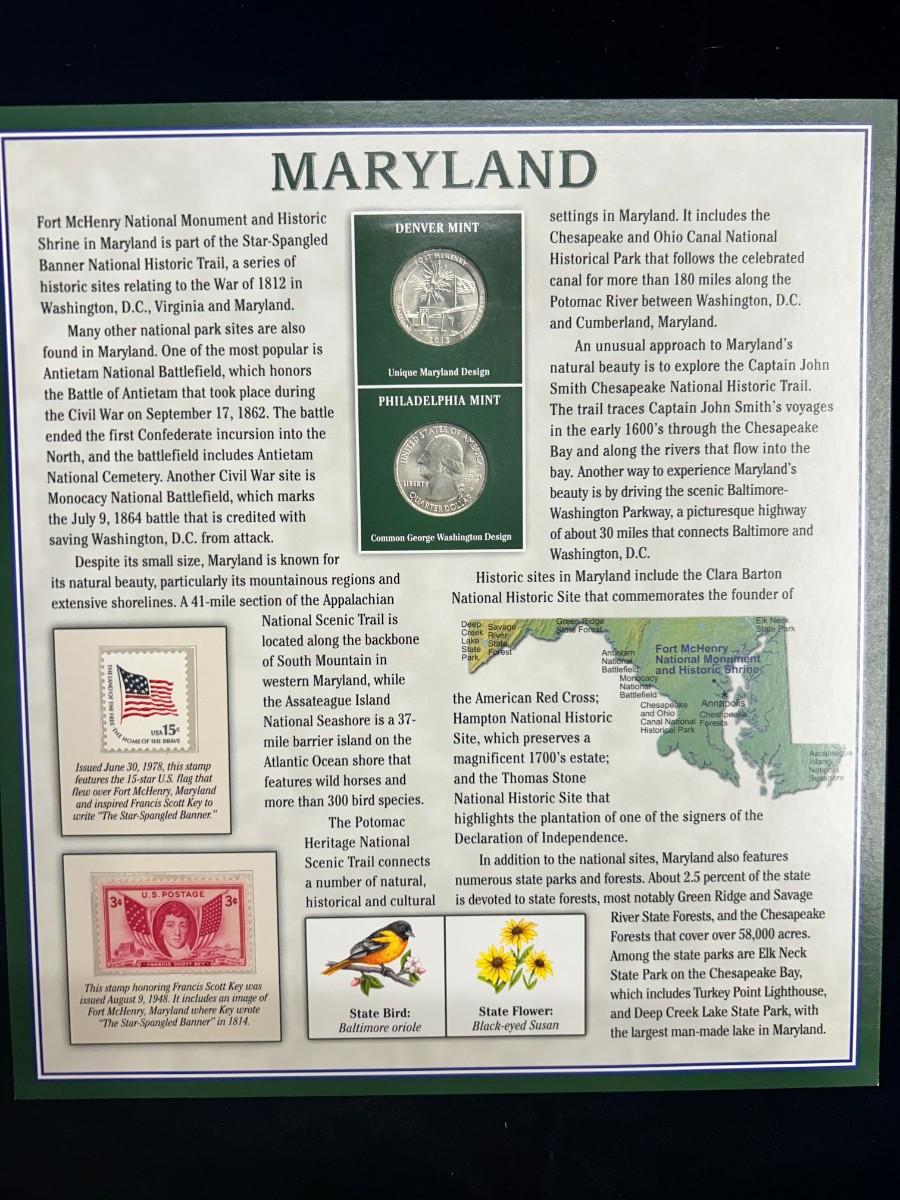 MARYLAND
Fort McHenry National Monument and Historic
Shrine in Maryland is part of the Star-Spangled
Banner National Historic Trail, a series of
historic sites relating to the War of 1812 in
Washington, D.C., Virginia and Maryland.
Many other national park sites are also
found in Maryland. One of the most popular is
Antietam National Battlefield, which honors
the Battle of Antietam that took place during
the Civil War on September 17, 1862. The battle
ended the first Confederate incursion into the
North, and the battlefield includes Antietam
National Cemetery. Another Civil War site is
Monocacy National Battlefield, which marks
the July 9, 1864 battle that is credited with
saving Washington, D.C. from attack.
Despite its small size, Maryland is known for
its natural beauty, particularly its mountainous regions and
extensive shorelines. A 41-mile section of the Appalachian
National Scenic Trail is
located along the backbone
of South Mountain in
western Maryland, while
the Assateague Island
National Seashore is a 37-
mile barrier island on the
Atlantic Ocean shore that
features wild horses and
more than 300 bird species.
The Potomac
Heritage National
Scenic Trail connects
a number of natural,
historical and cultural
DENVER MINT
FORT MCHENRY
2013
Unique Maryland Design
PHILADELPHIA MINT
UNITED STATES OF AMERICA
LIBERTY
IN GOD WE TRUST
QUARTER DOLLAR
Common George Washington Design
settings in Maryland. It includes the
Chesapeake and Ohio Canal National
Historical Park that follows the celebrated
canal for more than 180 miles along the
Potomac River between Washington, D.C.
and Cumberland, Maryland.
An unusual approach to Maryland's
natural beauty is to explore the Captain John
Smith Chesapeake National Historic Trail.
The trail traces Captain John Smith's voyages
in the early 1600's through the Chesapeake
Bay and along the rivers that flow into the
bay. Another way to experience Maryland's
beauty is by driving the scenic Baltimore-
Washington Parkway, a picturesque highway
of about 30 miles that connects Baltimore and
Washington, D.C.
Historic sites in Maryland include the Clara Barton
National Historic Site that commemorates the founder of
the American Red Cross;
Hampton National Historic
Site, which preserves a
magnificent 1700's estate;
and the Thomas Stone
National Historic Site that
highlights the plantation of one of the signers of the
Declaration of Independence.
In addition to the national sites, Maryland also features
numerous state parks and forests. About 2.5 percent of the state
is devoted to state forests, most notably Green Ridge and Savage
River State Forests, and the Chesapeake
Forests that cover over 58,000 acres.
Among the state parks are Elk Neck
State Park on the Chesapeake Bay,
which includes Turkey Point Lighthouse,
and Deep Creek Lake State Park, with
the largest man-made lake in Maryland.
Deep
Creek
Lake
State
Park
Savage
River
State
Forest
Green Ridge
State Forest
Elk Neck
State Park
Antietam
National
Battlefield
Fort McHenry
National Monument
and Historic Shrine
Monocacy
National
Battlefield
Chesapeake
and Ohio
Canal National
Historical Park
Annapolis
Chesapeake
Forests
Assateague
Island
National
Seashore
THE LAND OF THE FREE
THE HOME OF THE BRAVE
USA 15c
Issued June 30, 1978, this stamp
features the 15-star U.S. flag that
flew over Fort McHenry, Maryland
and inspired Francis Scott Key to
write "The Star-Spangled Banner."
U.S. POSTAGE
3¢ 3¢
FRANCIS SCOTT KEY
This stamp honoring Francis Scott Key was
issued August 9, 1948. It includes an image of
Fort McHenry, Maryland where Key wrote
"The Star-Spangled Banner" in 1814.
State Bird:
Baltimore oriole
State Flower:
Black-eyed Susan